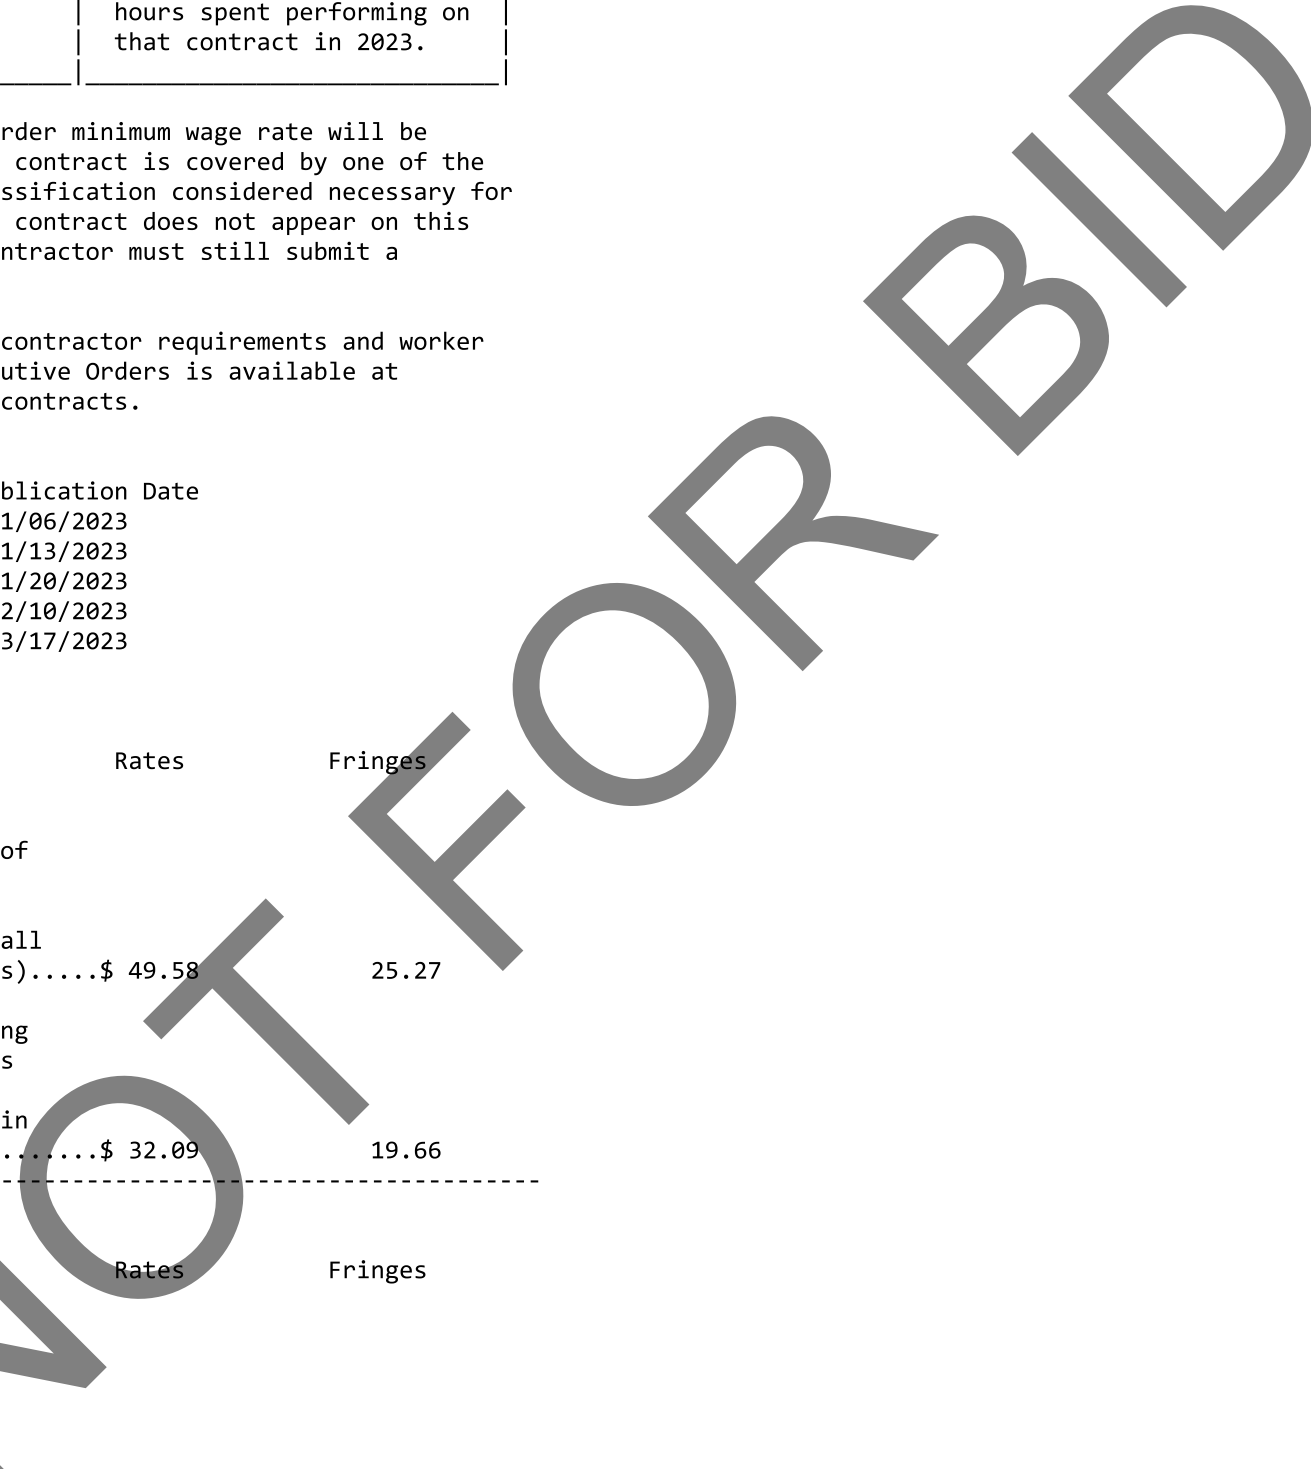 | hours spent performing on |
| that contract in 2023. |
_____|_____________________________|
rder minimum wage rate will be
contract is covered by one of the
ssification considered necessary for
contract does not appear on this
ntractor must still submit a
contractor requirements and worker
utive Orders is available at
contracts.
blication Date
1/06/2023
1/13/2023
1/20/2023
2/10/2023
3/17/2023
Rates Fringes
of
all
s).....$ 49.58 25.27
ng
s
in
.......$ 32.09 19.66
--------------------------------------
Rates Fringes
NOT FOR BID